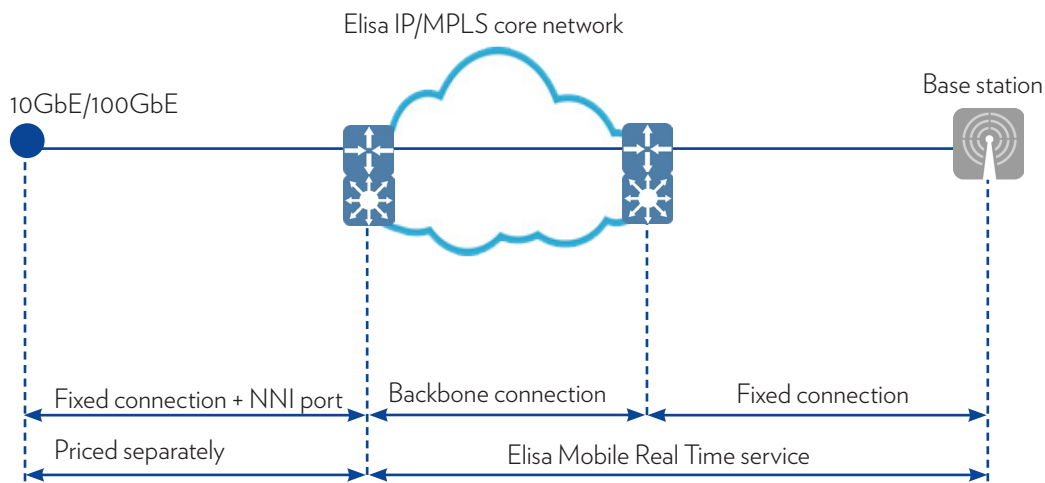 Elisa IP/MPLS core network
Base station
10GbE/100GbE
Fixed connection + NNI port
Backbone connection
Fixed connection
Priced separately
Elisa Mobile Real Time service